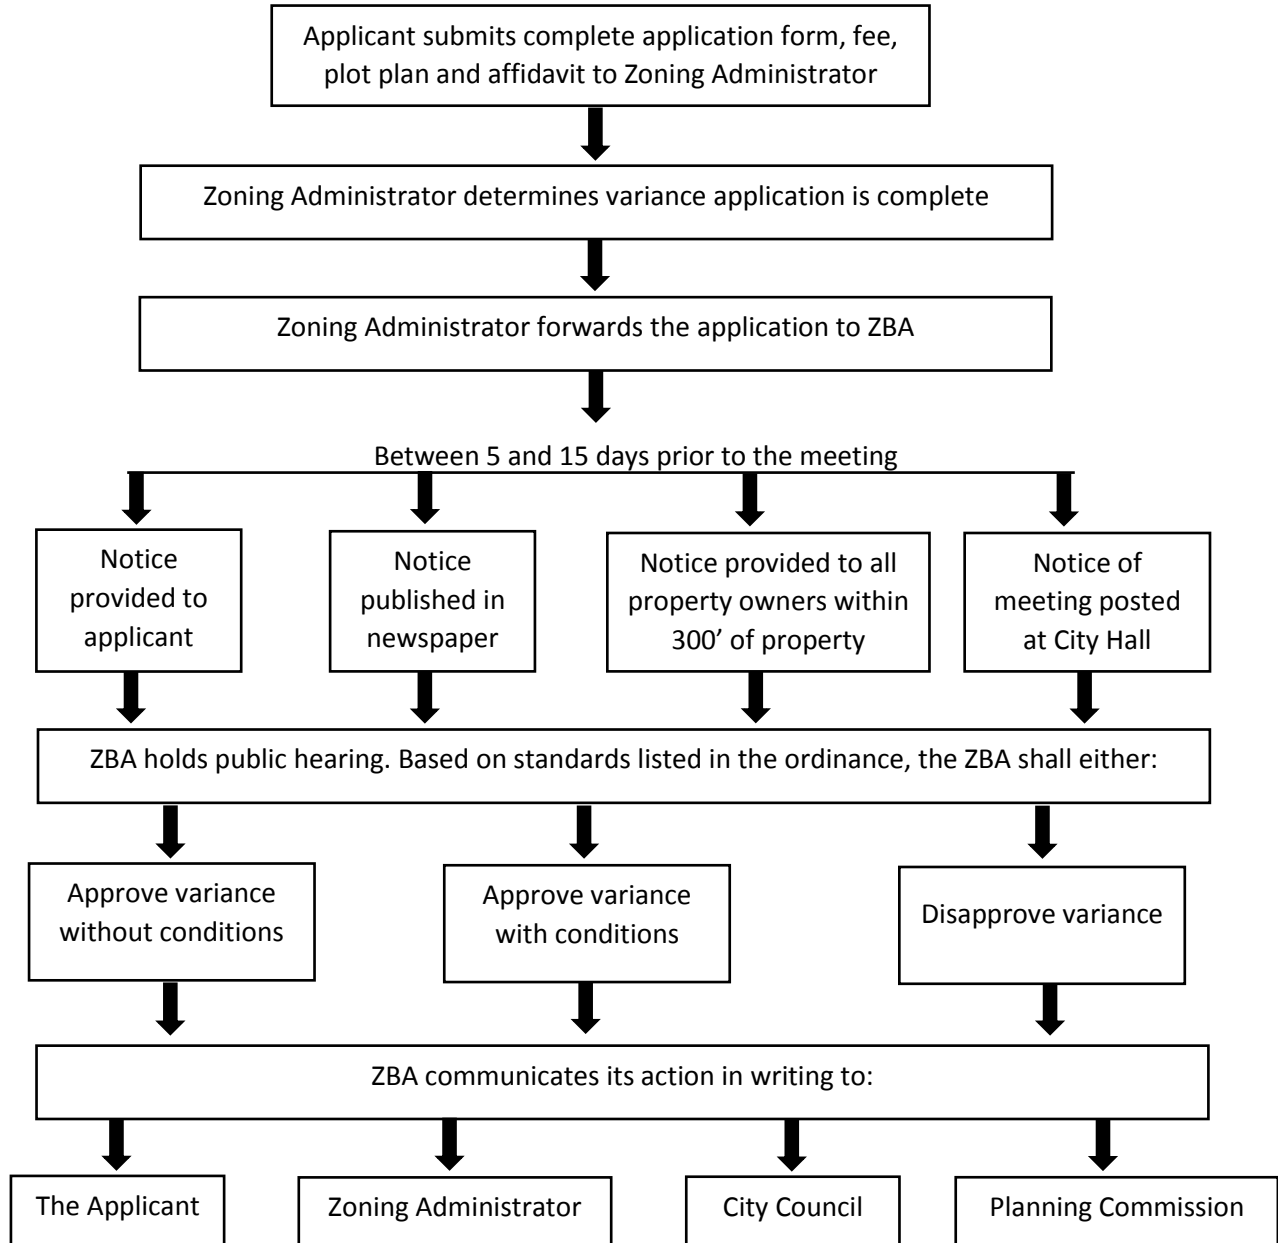 Applicant submits complete application form, fee,
plot plan and affidavit to Zoning Administrator
Zoning Administrator determines variance application is complete
Zoning Administrator forwards the application to ZBA
Between 5 and 15 days prior to the meeting
Notice
provided to
applicant
Notice
published in
newspaper
Notice provided to all
property owners within
300’ of property
Notice of
meeting posted
at City Hall
ZBA holds public hearing. Based on standards listed in the ordinance, the ZBA shall either:
Approve variance
without conditions
Approve variance
with conditions
Disapprove variance
ZBA communicates its action in writing to:
The Applicant
Zoning Administrator
City Council
Planning Commission